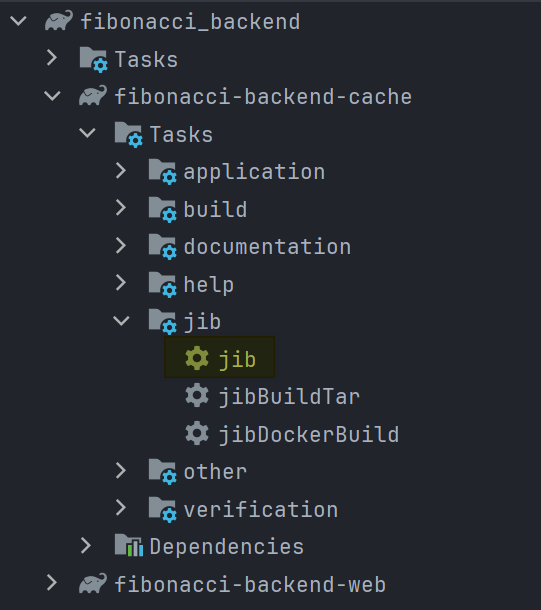 fibonacci_backend
Tasks
fibonacci-backend-cache
Tasks
application
build
documentation
help
jib
jib
jibBuildTar
jibDockerBuild
other
verification
Dependencies
fibonacci-backend-web